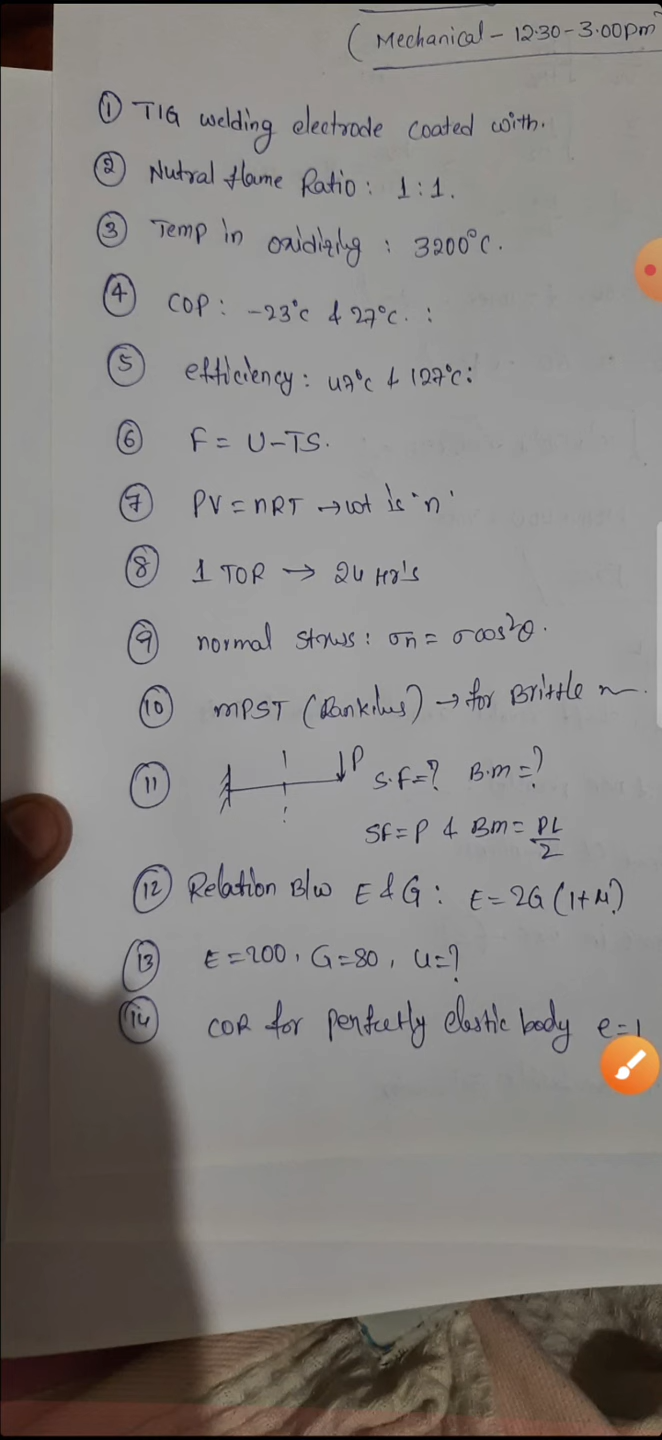 ( Mechanical - 12.30 - 3.00pm
① TIG welding electrode coated with.
② Nutral flame Ratio : 1:1.
③ Temp in oxidizing : 3200°C.
④ COP : -23°C & 27°C. :
⑤ efficiency : 47°C & 127°C :
⑥ F = U-TS.
⑦ PV = nRT → wt is "n"
⑧ 1 TOR → 24 Hr's
⑨ normal stress : σn = σcos²θ.
⑩ MPST (Rankines) → for Brittle m
⑪ P S.F=? B.m=?
SF=P & Bm= PL/2
⑫ Relation B/w E & G : E=2G(1+μ)
⑬ E=200, G=80, u=?
⑭ COR for perfectly elastic body e=1